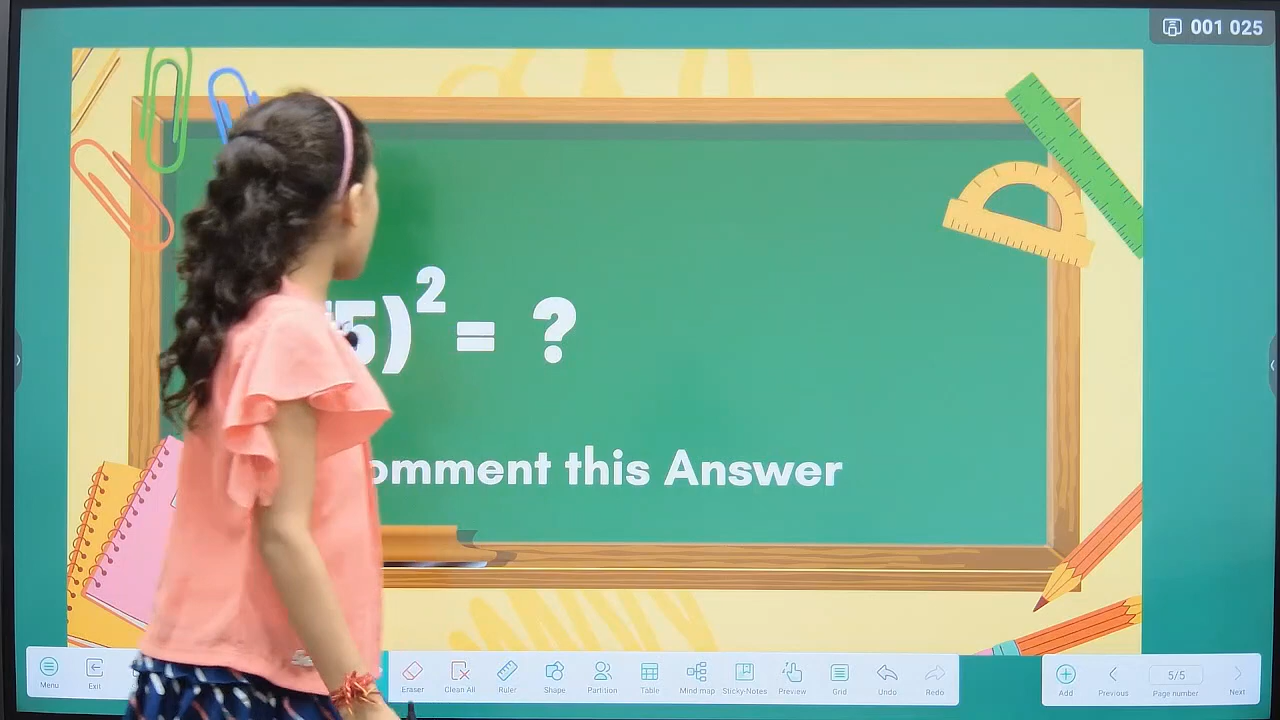 001 025
5)² = ?
omment this Answer
Menu
Exit
Eraser
Clean All
Ruler
Shape
Partition
Table
Mind map
Sticky-Notes
Preview
Grid
Undo
Redo
Add
Previous
5/5
Page number
Next